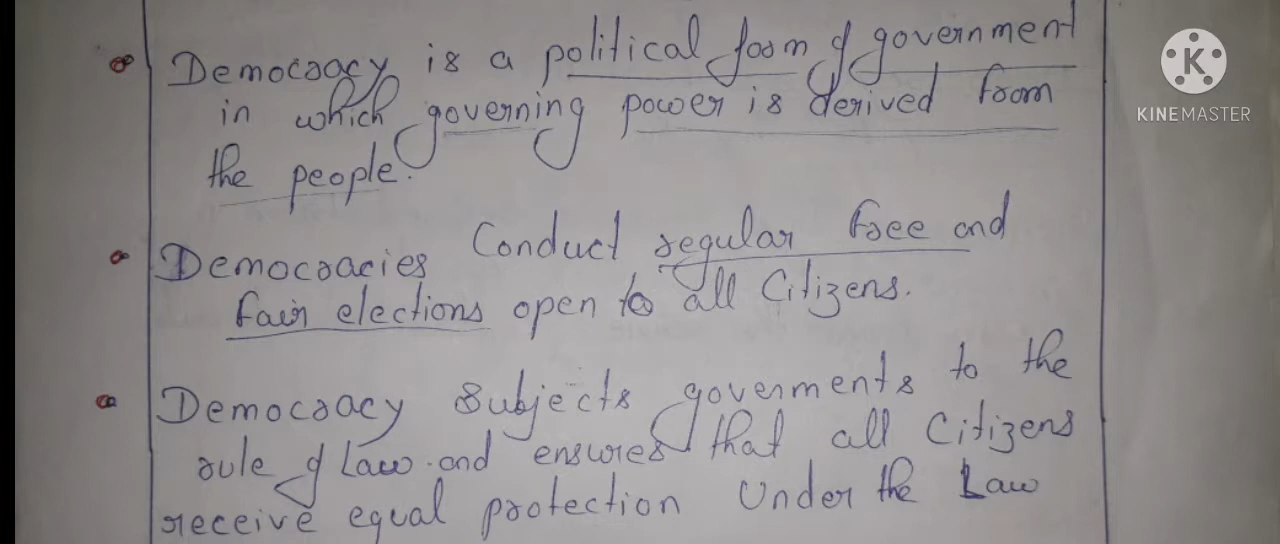 Democracy is a political form of government
in which governing power is derived from
the people.
Democracies Conduct regular free and
fair elections open to all Citizens.
Democracy subjects goverments to the
rule of Law and ensures that all Citizens
receive equal protection Under the Law
K
KINEMASTER